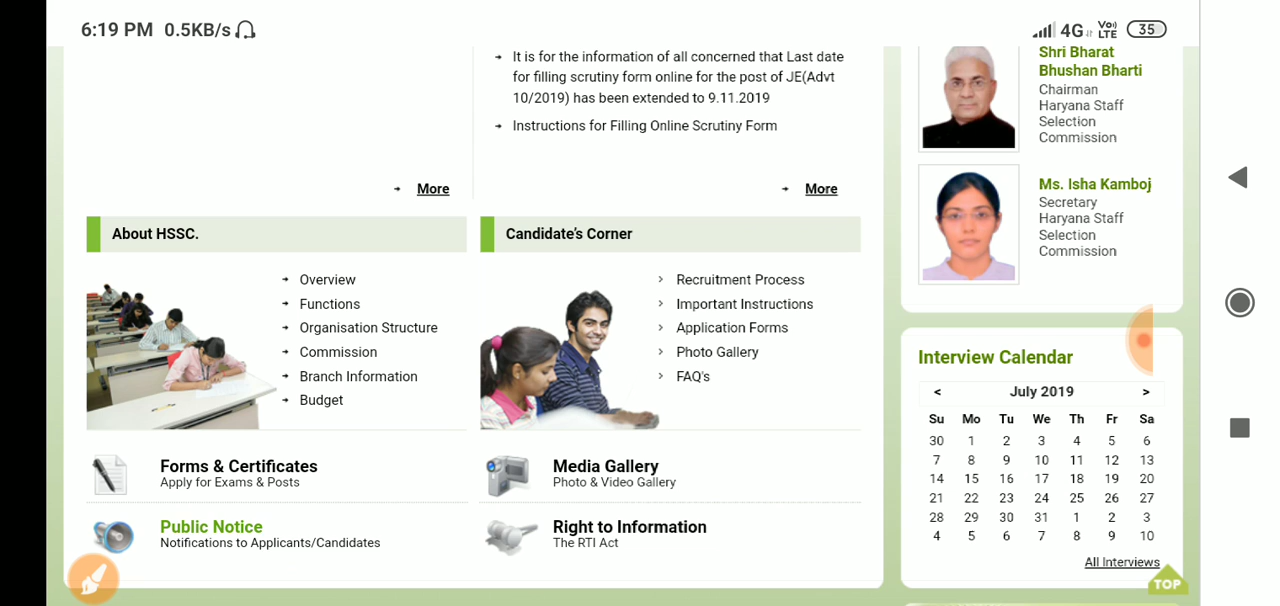 6:19 PM 0.5KB/s
4G Vo) LTE 35
→ It is for the information of all concerned that Last date
for filling scrutiny form online for the post of JE(Advt
10/2019) has been extended to 9.11.2019
→ Instructions for Filling Online Scrutiny Form
→ More
→ More
About HSSC.
→ Overview
→ Functions
→ Organisation Structure
→ Commission
→ Branch Information
→ Budget
Candidate's Corner
> Recruitment Process
> Important Instructions
> Application Forms
> Photo Gallery
> FAQ's
Forms & Certificates
Apply for Exams & Posts
Media Gallery
Photo & Video Gallery
Public Notice
Notifications to Applicants/Candidates
Right to Information
The RTI Act
Shri Bharat
Bhushan Bharti
Chairman
Haryana Staff
Selection
Commission
Ms. Isha Kamboj
Secretary
Haryana Staff
Selection
Commission
Interview Calendar
< July 2019 >
Su Mo Tu We Th Fr Sa
30 1 2 3 4 5 6
7 8 9 10 11 12 13
14 15 16 17 18 19 20
21 22 23 24 25 26 27
28 29 30 31 1 2 3
4 5 6 7 8 9 10
All Interviews
TOP